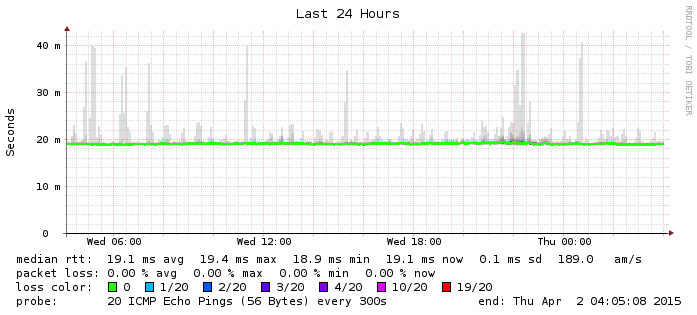 Last 24 Hours
RRDTOOL / TOBI OETIKER
Seconds
40 m
30 m
20 m
10 m
0
Wed 06:00 Wed 12:00 Wed 18:00 Thu 00:00
median rtt: 19.1 ms avg 19.4 ms max 18.9 ms min 19.1 ms now 0.1 ms sd 189.0 am/s
packet loss: 0.00 % avg 0.00 % max 0.00 % min 0.00 % now
loss color: 0 1/20 2/20 3/20 4/20 10/20 19/20
probe: 20 ICMP Echo Pings (56 Bytes) every 300s end: Thu Apr 2 04:05:08 2015